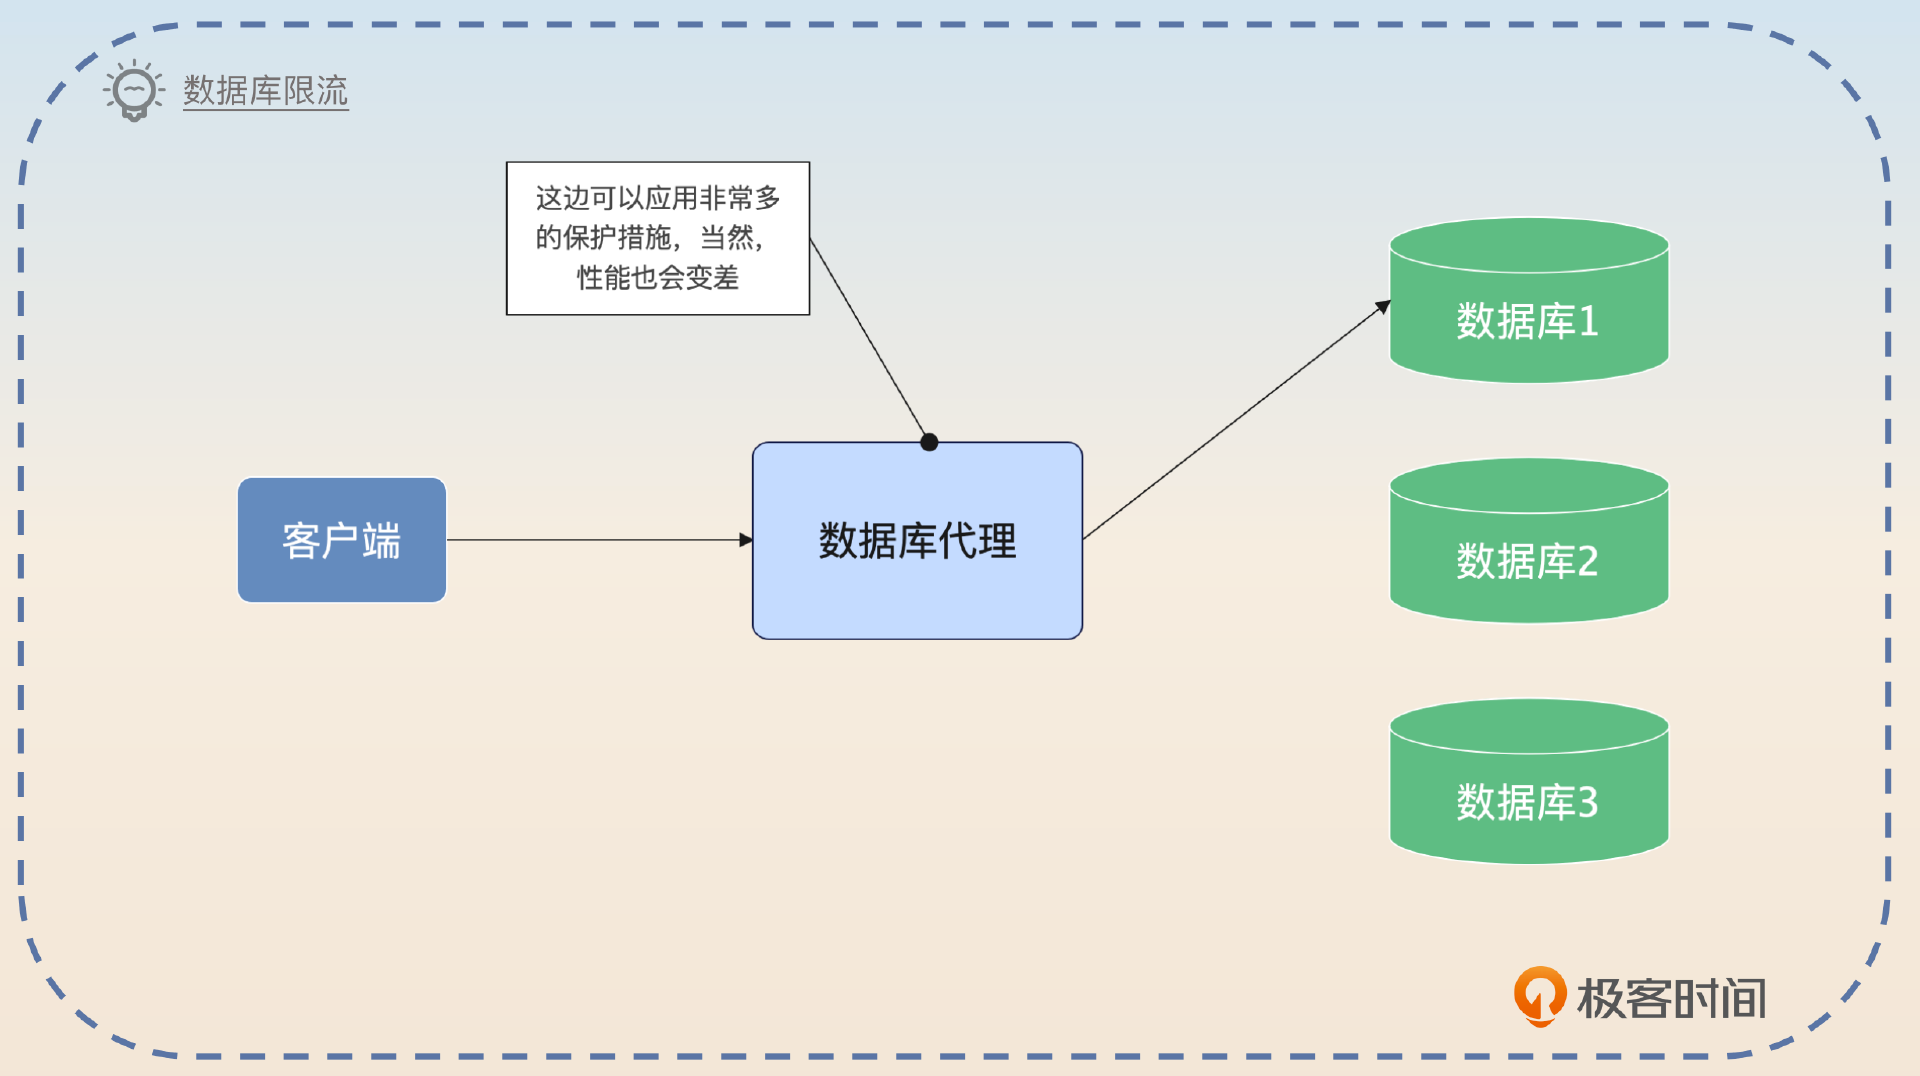 数据库限流
这边可以应用非常多
的保护措施，当然，
性能也会变差
客户端
数据库代理
数据库1
数据库2
数据库3
极客时间